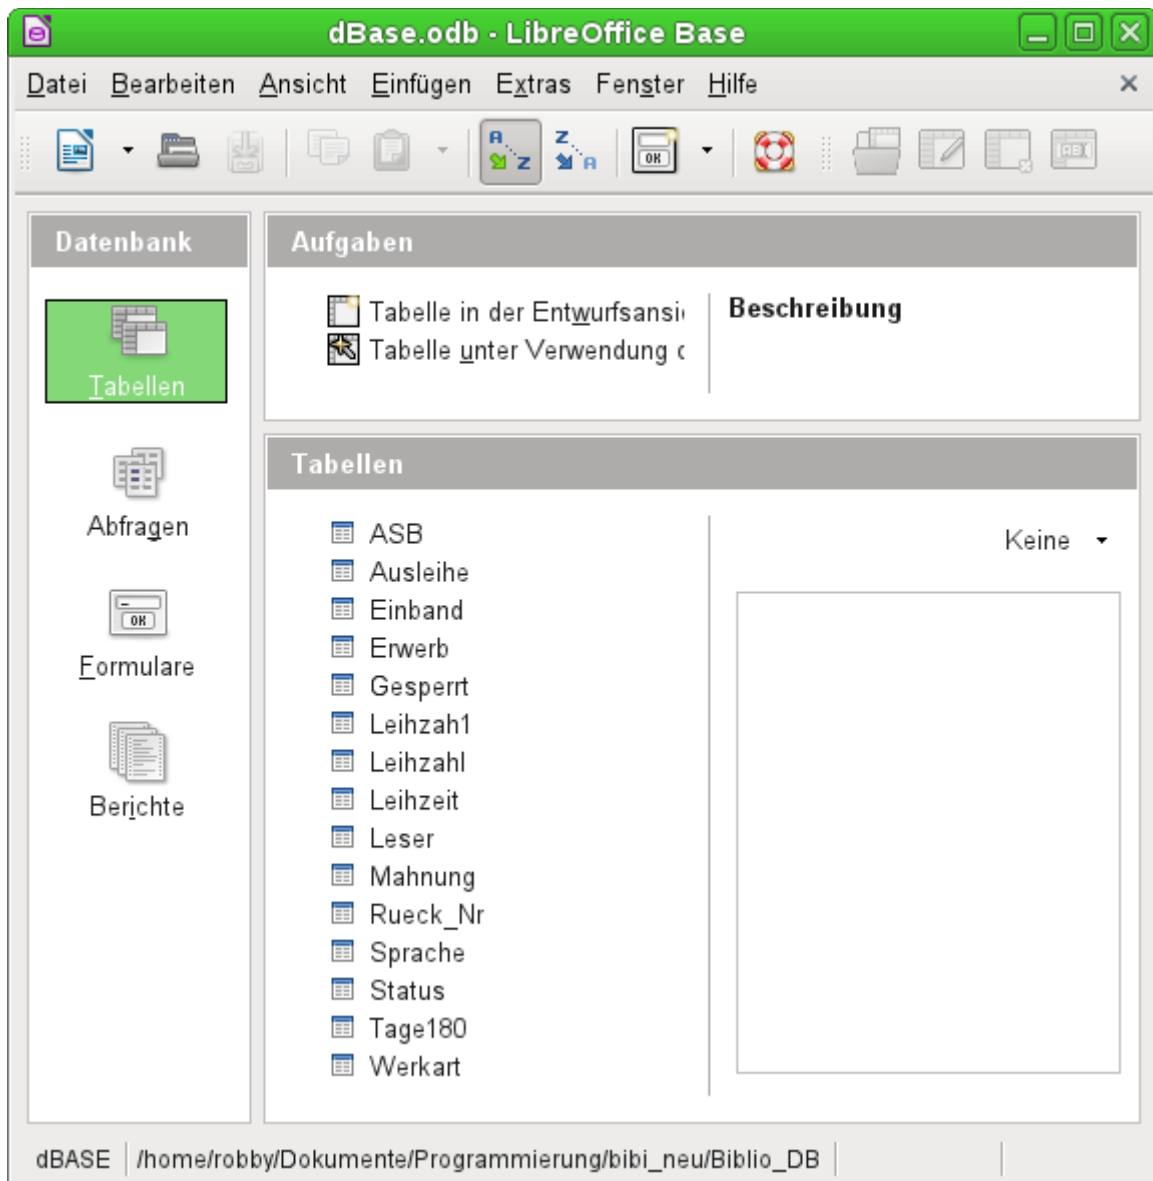 dBase.odb - LibreOffice Base
Datei Bearbeiten Ansicht Einfügen Extras Fenster Hilfe
Datenbank
Tabellen
Abfragen
Formulare
Berichte
Aufgaben
Tabelle in der Entwurfsansi
Tabelle unter Verwendung
Beschreibung
Tabellen
ASB
Ausleihe
Einband
Erwerb
Gesperrt
Leihzah1
Leihzahl
Leihzeit
Leser
Mahnung
Rueck_Nr
Sprache
Status
Tage180
Werkart
Keine
dBASE /home/robby/Dokumente/Programmierung/bibi_neu/Biblio_DB